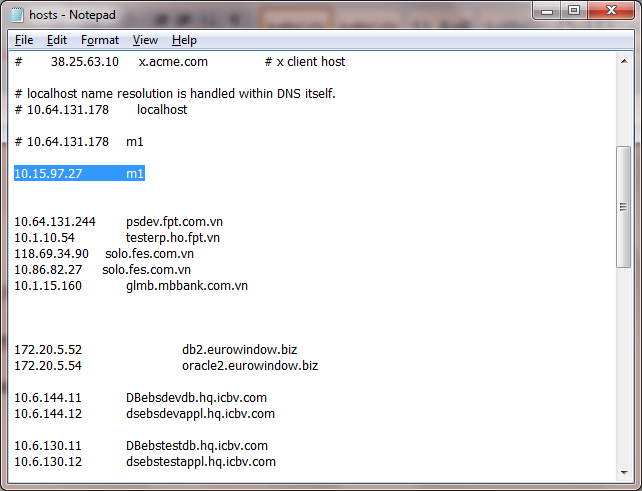 hosts - Notepad
File Edit Format View Help
# 38.25.63.10 x.acme.com # x client host
# localhost name resolution is handled within DNS itself.
# 10.64.131.178 localhost
# 10.64.131.178 m1
10.15.97.27 m1
10.64.131.244 psdev.fpt.com.vn
10.1.10.54 testerp.ho.fpt.vn
118.69.34.90 solo.fes.com.vn
10.86.82.27 solo.fes.com.vn
10.1.15.160 glmb.mbbank.com.vn
172.20.5.52 db2.eurowindow.biz
172.20.5.54 oracle2.eurowindow.biz
10.6.144.11 DBebsdevdb.hq.icbv.com
10.6.144.12 dsebsdevappl.hq.icbv.com
10.6.130.11 DBebstestdb.hq.icbv.com
10.6.130.12 dsebstestappl.hq.icbv.com